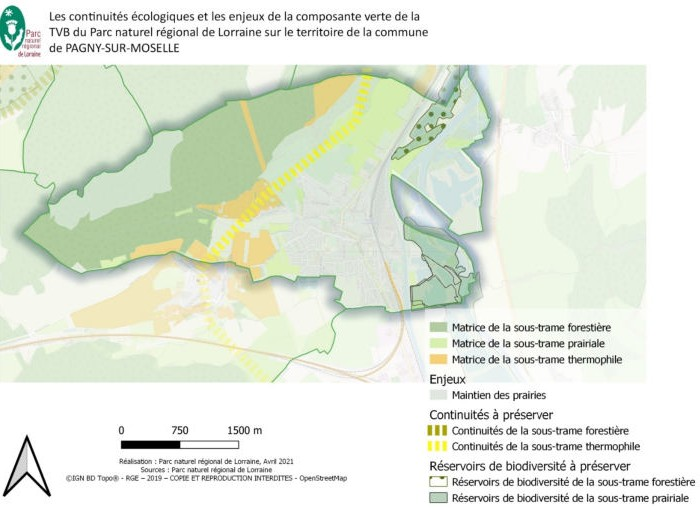 Les continuités écologiques et les enjeux de la composante verte de la
TVB du Parc naturel régional de Lorraine sur le territoire de la commune
de PAGNY-SUR-MOSELLE
Parc
naturel
régional
de Lorraine
Matrice de la sous-trame forestière
Matrice de la sous-trame prairiale
Matrice de la sous-trame thermophile
Enjeux
Maintien des prairies
Continuités à préserver
Continuités de la sous-trame forestière
Continuités de la sous-trame thermophile
Réservoirs de biodiversité à préserver
Réservoirs de biodiversité de la sous-trame forestière
Réservoirs de biodiversité de la sous-trame prairiale
0 750 1500 m
Réalisation : Parc naturel régional de Lorraine, Avril 2021
Sources : Parc naturel régional de Lorraine
©IGN BD Topo® - RGE – 2019 – COPIE ET REPRODUCTION INTERDITES - OpenStreetMap